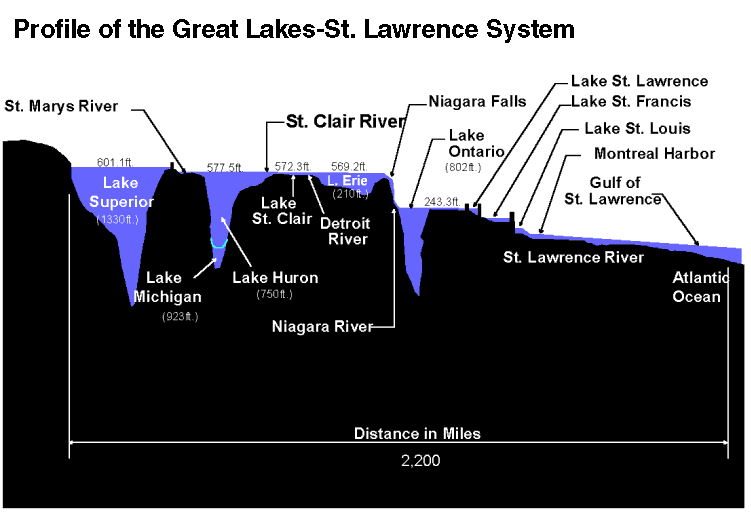 Profile of the Great Lakes-St. Lawrence System
Lake St. Lawrence
St. Marys River
Niagara Falls
Lake St. Francis
St. Clair River
Lake St. Louis
Lake
Ontario
(802ft.)
Montreal Harbor
601.1ft.
577.5ft.
572.3ft.
569.2ft.
Gulf of
St. Lawrence
Lake
Superior
(1330ft.)
L. Erie
(210ft.)
243.3ft.
Lake
St. Clair
Detroit
River
St. Lawrence River
Lake
Michigan
(923ft.)
Lake Huron
(750ft.)
Atlantic
Ocean
Niagara River
Distance in Miles
2,200